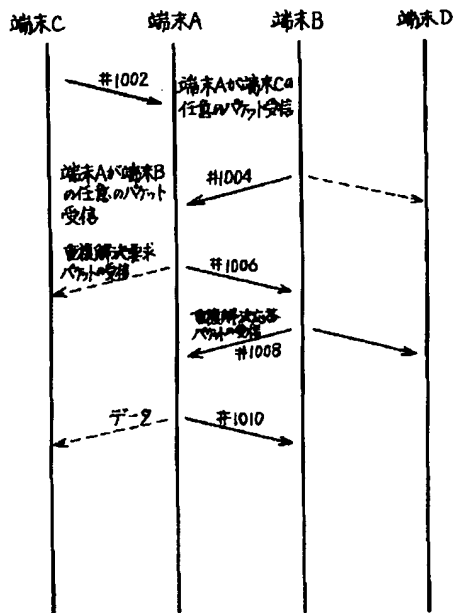 端末C 端末A 端末B 端末D
#1002
端末Aが端末Cの
任意のパケット受信
端末Aが端末B
の任意のパケット
受信
#1004
重複解決要求
パケットの受信
#1006
重複解決応答
パケットの受信
#1008
データ
#1010